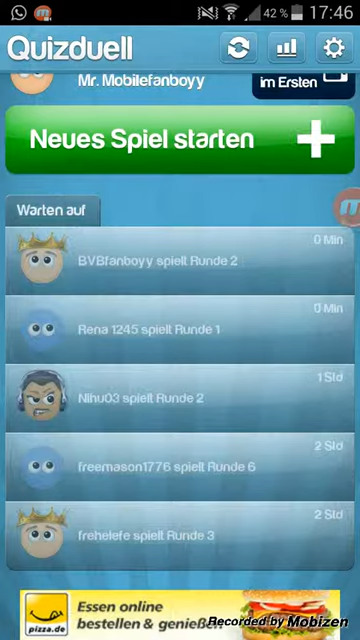 42 % 17:46
Quizduell
Mr. Mobilefanboyy
im Ersten
Neues Spiel starten
Warten auf
0 Min
BVBfanboyy spielt Runde 2
0 Min
Rena 1245 spielt Runde 1
1 Std
Nihu03 spielt Runde 2
2 Std
freemason1776 spielt Runde 6
2 Std
frehelefe spielt Runde 3
pizza.de
Essen online
bestellen & genießen!
Recorded by Mobizen